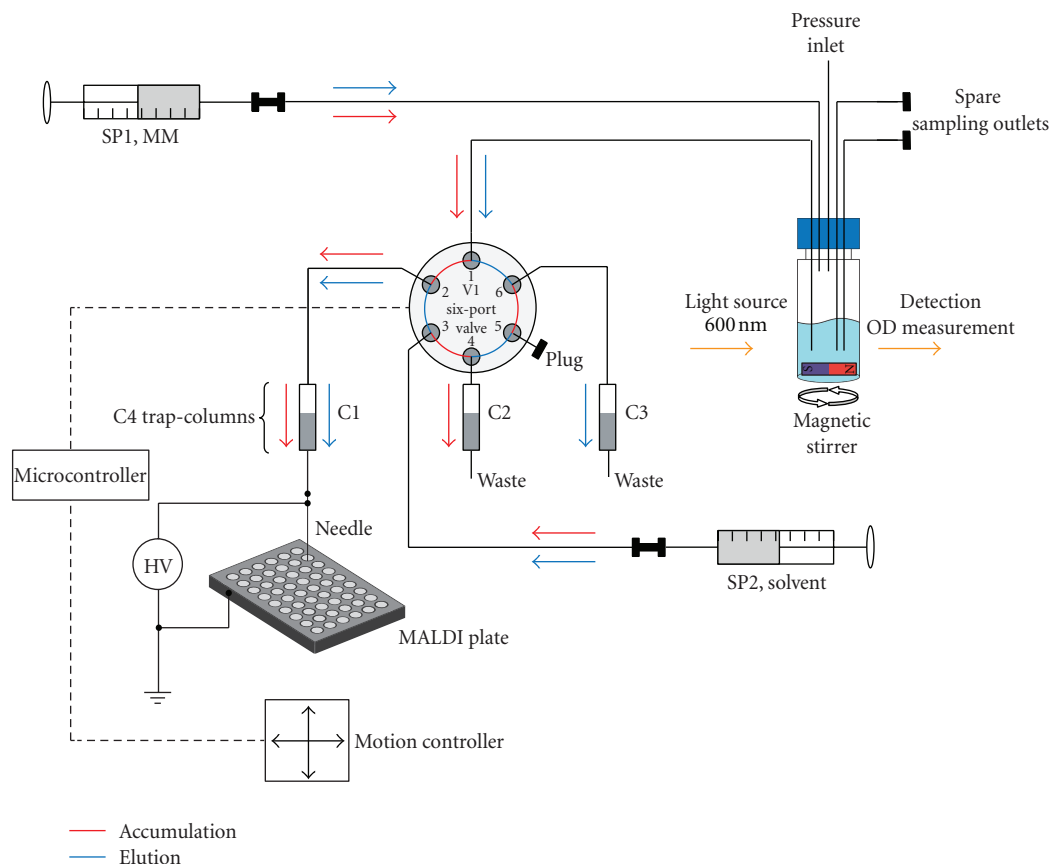 Pressure
inlet
Spare
sampling outlets
SP1, MM
1
2
V1
6
six-port
valve
3
5
4
Plug
Light source
600 nm
Detection
OD measurement
S
N
Magnetic
stirrer
C4 trap-columns
C1
C2
C3
Waste
Waste
Microcontroller
Needle
HV
SP2, solvent
MALDI plate
Motion controller
Accumulation
Elution